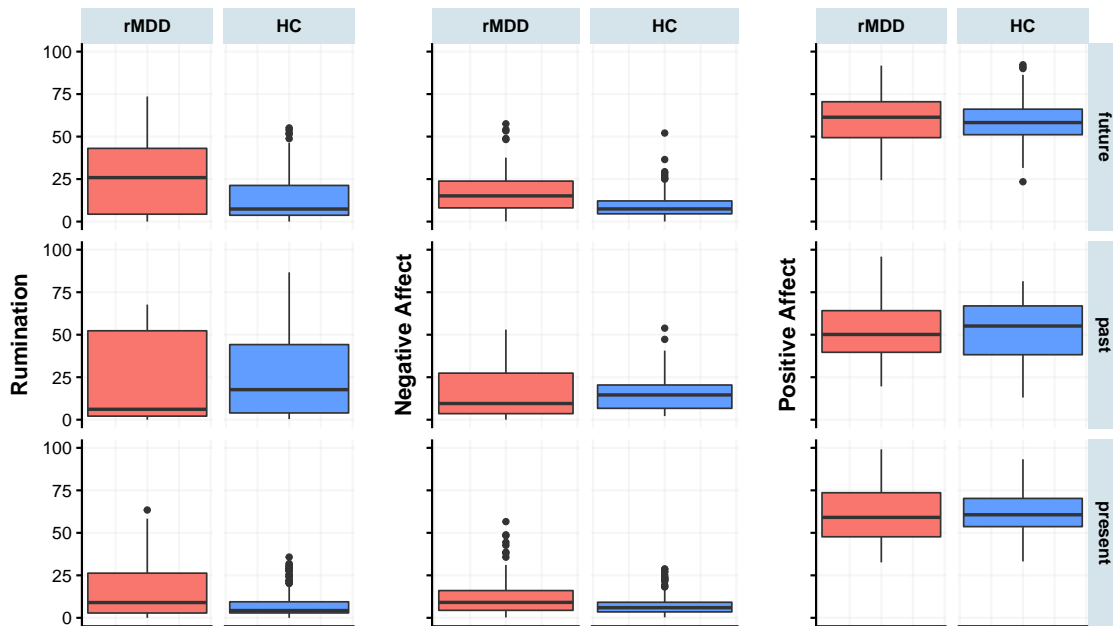 rMDD HC rMDD HC rMDD HC
100
75
50
25
0
future
100
75
50
25
0
past
100
75
50
25
0
present
Rumination
Negative Affect
Positive Affect